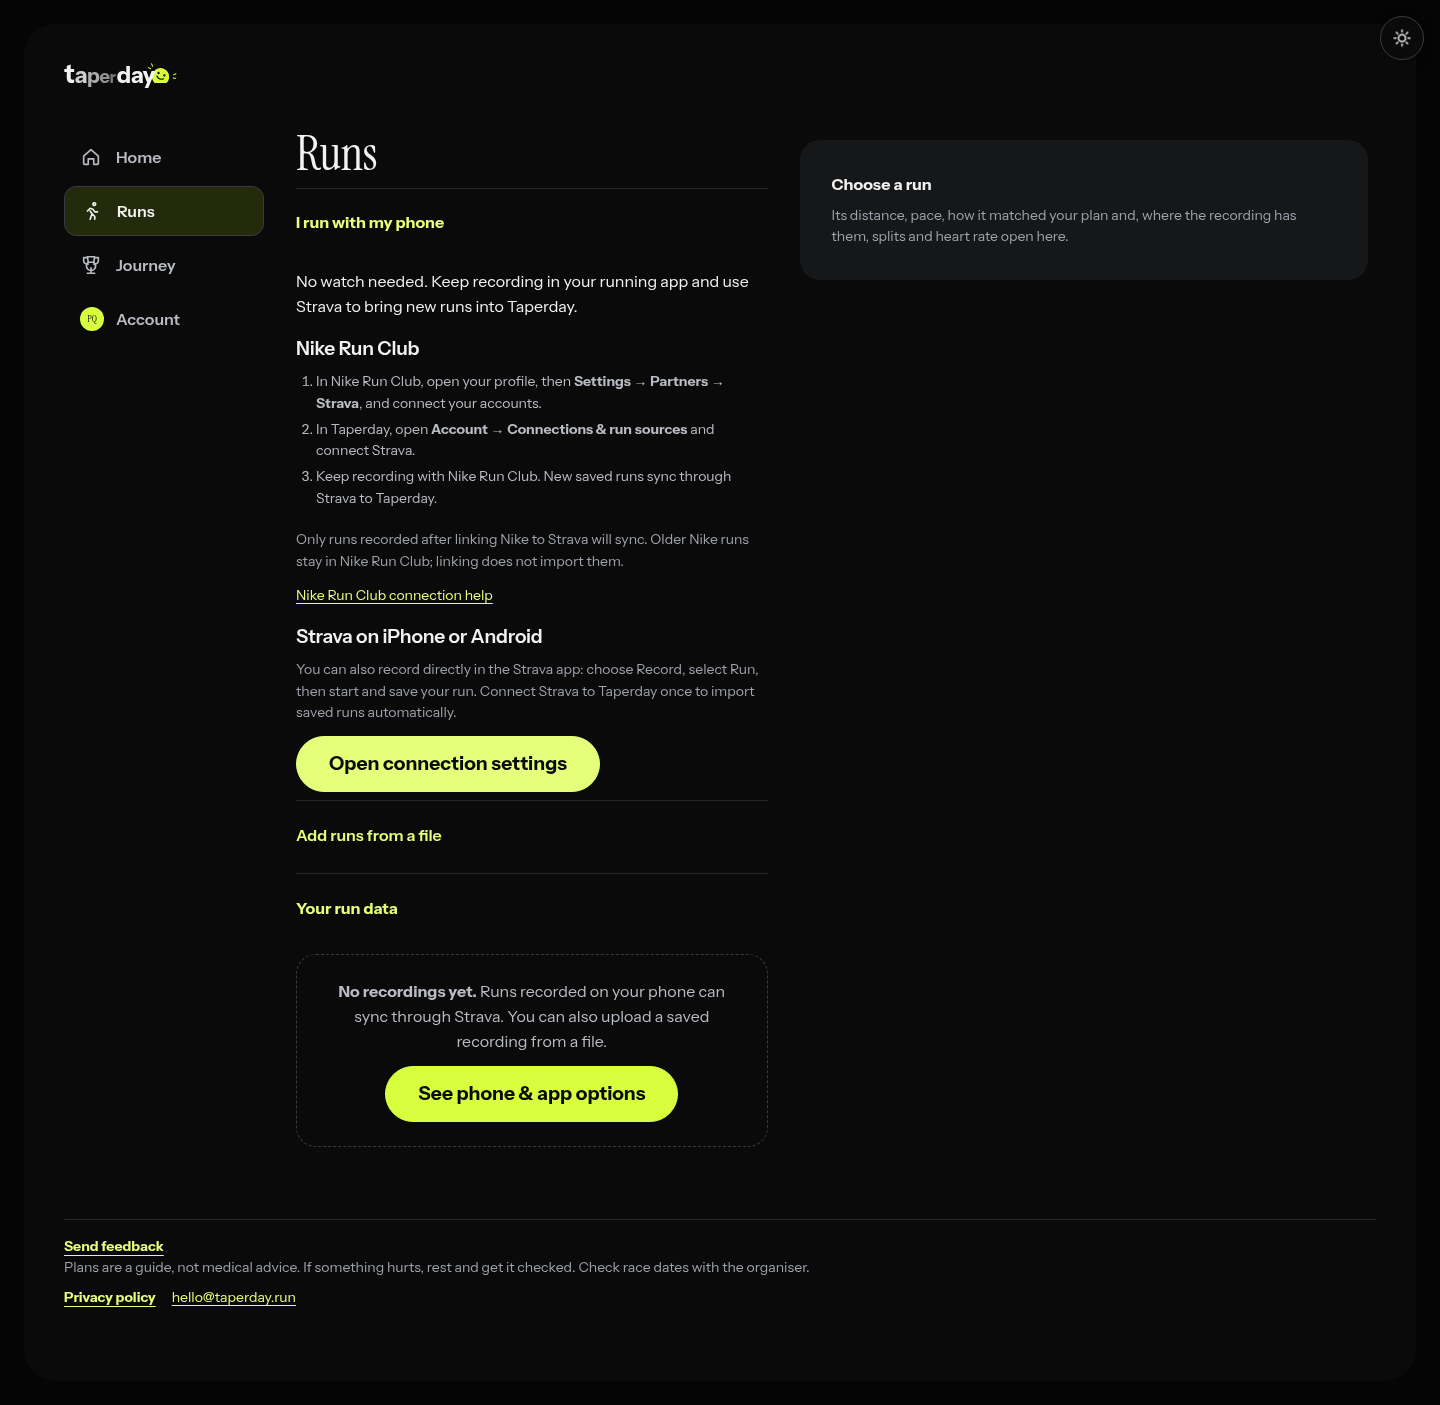 taperday
Home
Runs
Journey
PQ
Account
Runs
I run with my phone
No watch needed. Keep recording in your running app and use
Strava to bring new runs into Taperday.
Nike Run Club
1. In Nike Run Club, open your profile, then Settings → Partners →
Strava, and connect your accounts.
2. In Taperday, open Account → Connections & run sources and
connect Strava.
3. Keep recording with Nike Run Club. New saved runs sync through
Strava to Taperday.
Only runs recorded after linking Nike to Strava will sync. Older Nike runs
stay in Nike Run Club; linking does not import them.
Nike Run Club connection help
Strava on iPhone or Android
You can also record directly in the Strava app: choose Record, select Run,
then start and save your run. Connect Strava to Taperday once to import
saved runs automatically.
Open connection settings
Add runs from a file
Your run data
No recordings yet. Runs recorded on your phone can
sync through Strava. You can also upload a saved
recording from a file.
See phone & app options
Choose a run
Its distance, pace, how it matched your plan and, where the recording has
them, splits and heart rate open here.
Send feedback
Plans are a guide, not medical advice. If something hurts, rest and get it checked. Check race dates with the organiser.
Privacy policy hello@taperday.run